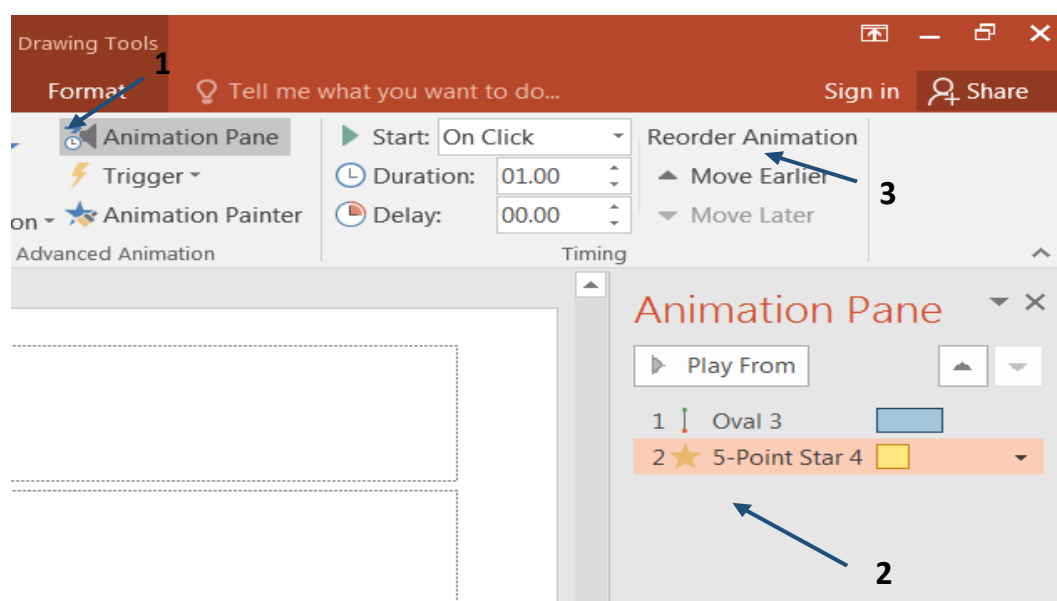 Drawing Tools
1
Format Tell me what you want to do... Sign in Share
Animation Pane Start: On Click Reorder Animation
Trigger Duration: 01.00 Move Earlier
3
on Animation Painter Delay: 00.00 Move Later
Advanced Animation Timing
Animation Pane
Play From
1 Oval 3
2 5-Point Star 4
2